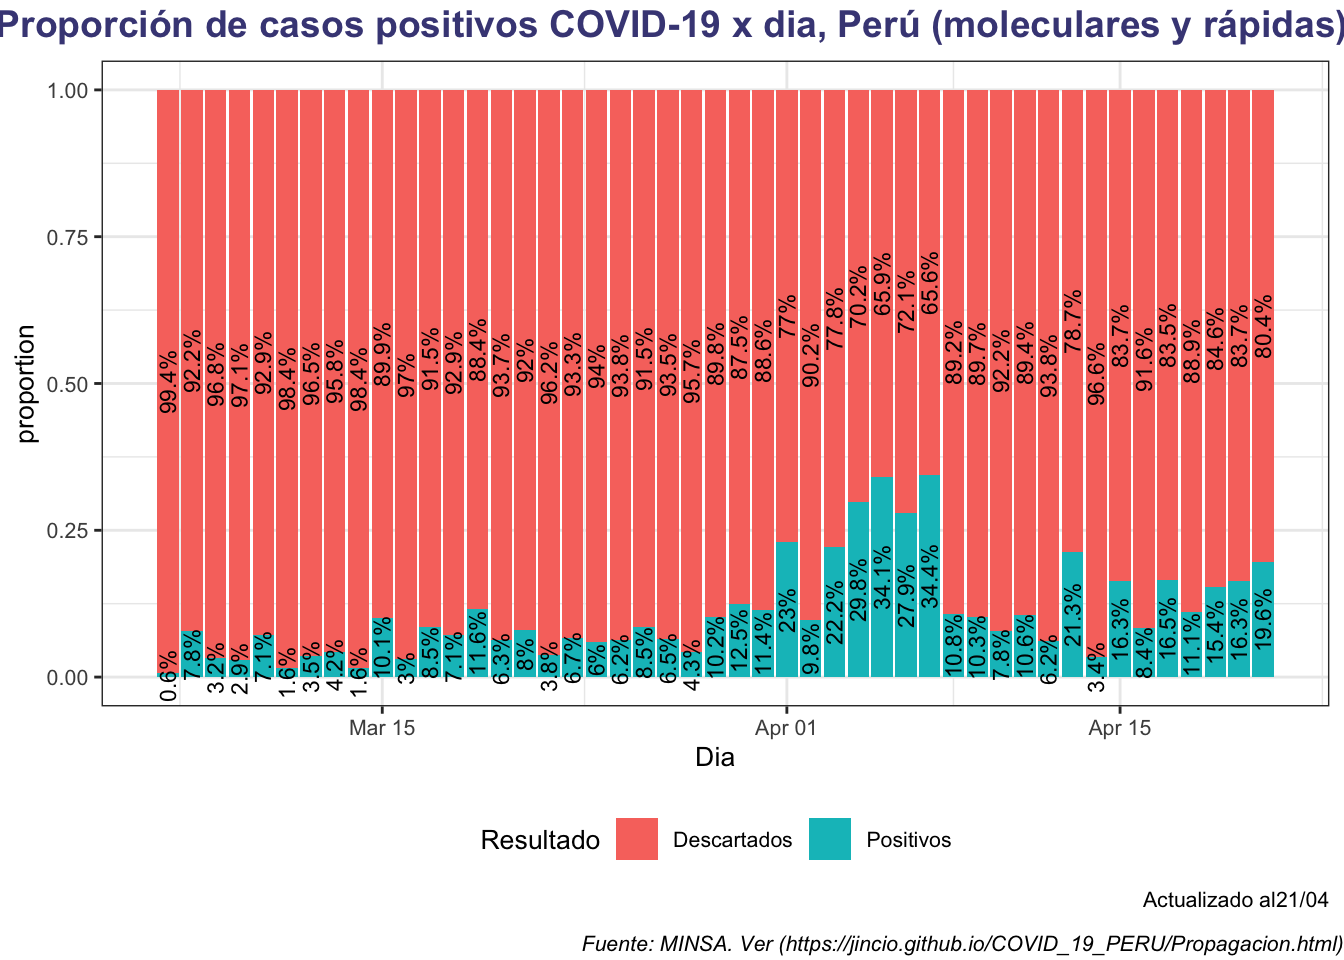 Proporción de casos positivos COVID-19 x dia, Perú (moleculares y rápidas)
1.00
0.75
0.50
0.25
0.00
proportion
99.4% 92.2% 96.8% 97.1% 92.9% 98.4% 96.5% 95.8% 98.4% 89.9% 97% 91.5% 92.9% 88.4% 93.7% 92% 96.2% 93.3% 94% 93.8% 91.5% 93.5% 95.7% 89.8% 87.5% 88.6% 77% 90.2% 77.8% 70.2% 65.9% 72.1% 65.6% 89.2% 89.7% 92.2% 89.4% 93.8% 78.7% 96.6% 83.7% 91.6% 83.5% 88.9% 84.6% 83.7% 80.4%
0.6% 7.8% 3.2% 2.9% 7.1% 1.6% 3.5% 4.2% 1.6% 10.1% 3% 8.5% 7.1% 11.6% 6.3% 8% 3.8% 6.7% 6% 6.2% 8.5% 6.5% 4.3% 10.2% 12.5% 11.4% 23% 9.8% 22.2% 29.8% 34.1% 27.9% 34.4% 10.8% 10.3% 7.8% 10.6% 6.2% 21.3% 3.4% 16.3% 8.4% 16.5% 11.1% 15.4% 16.3% 19.6%
Mar 15 Apr 01 Apr 15
Dia
Resultado Descartados Positivos
Actualizado al21/04
Fuente: MINSA. Ver (https://jincio.github.io/COVID_19_PERU/Propagacion.html)